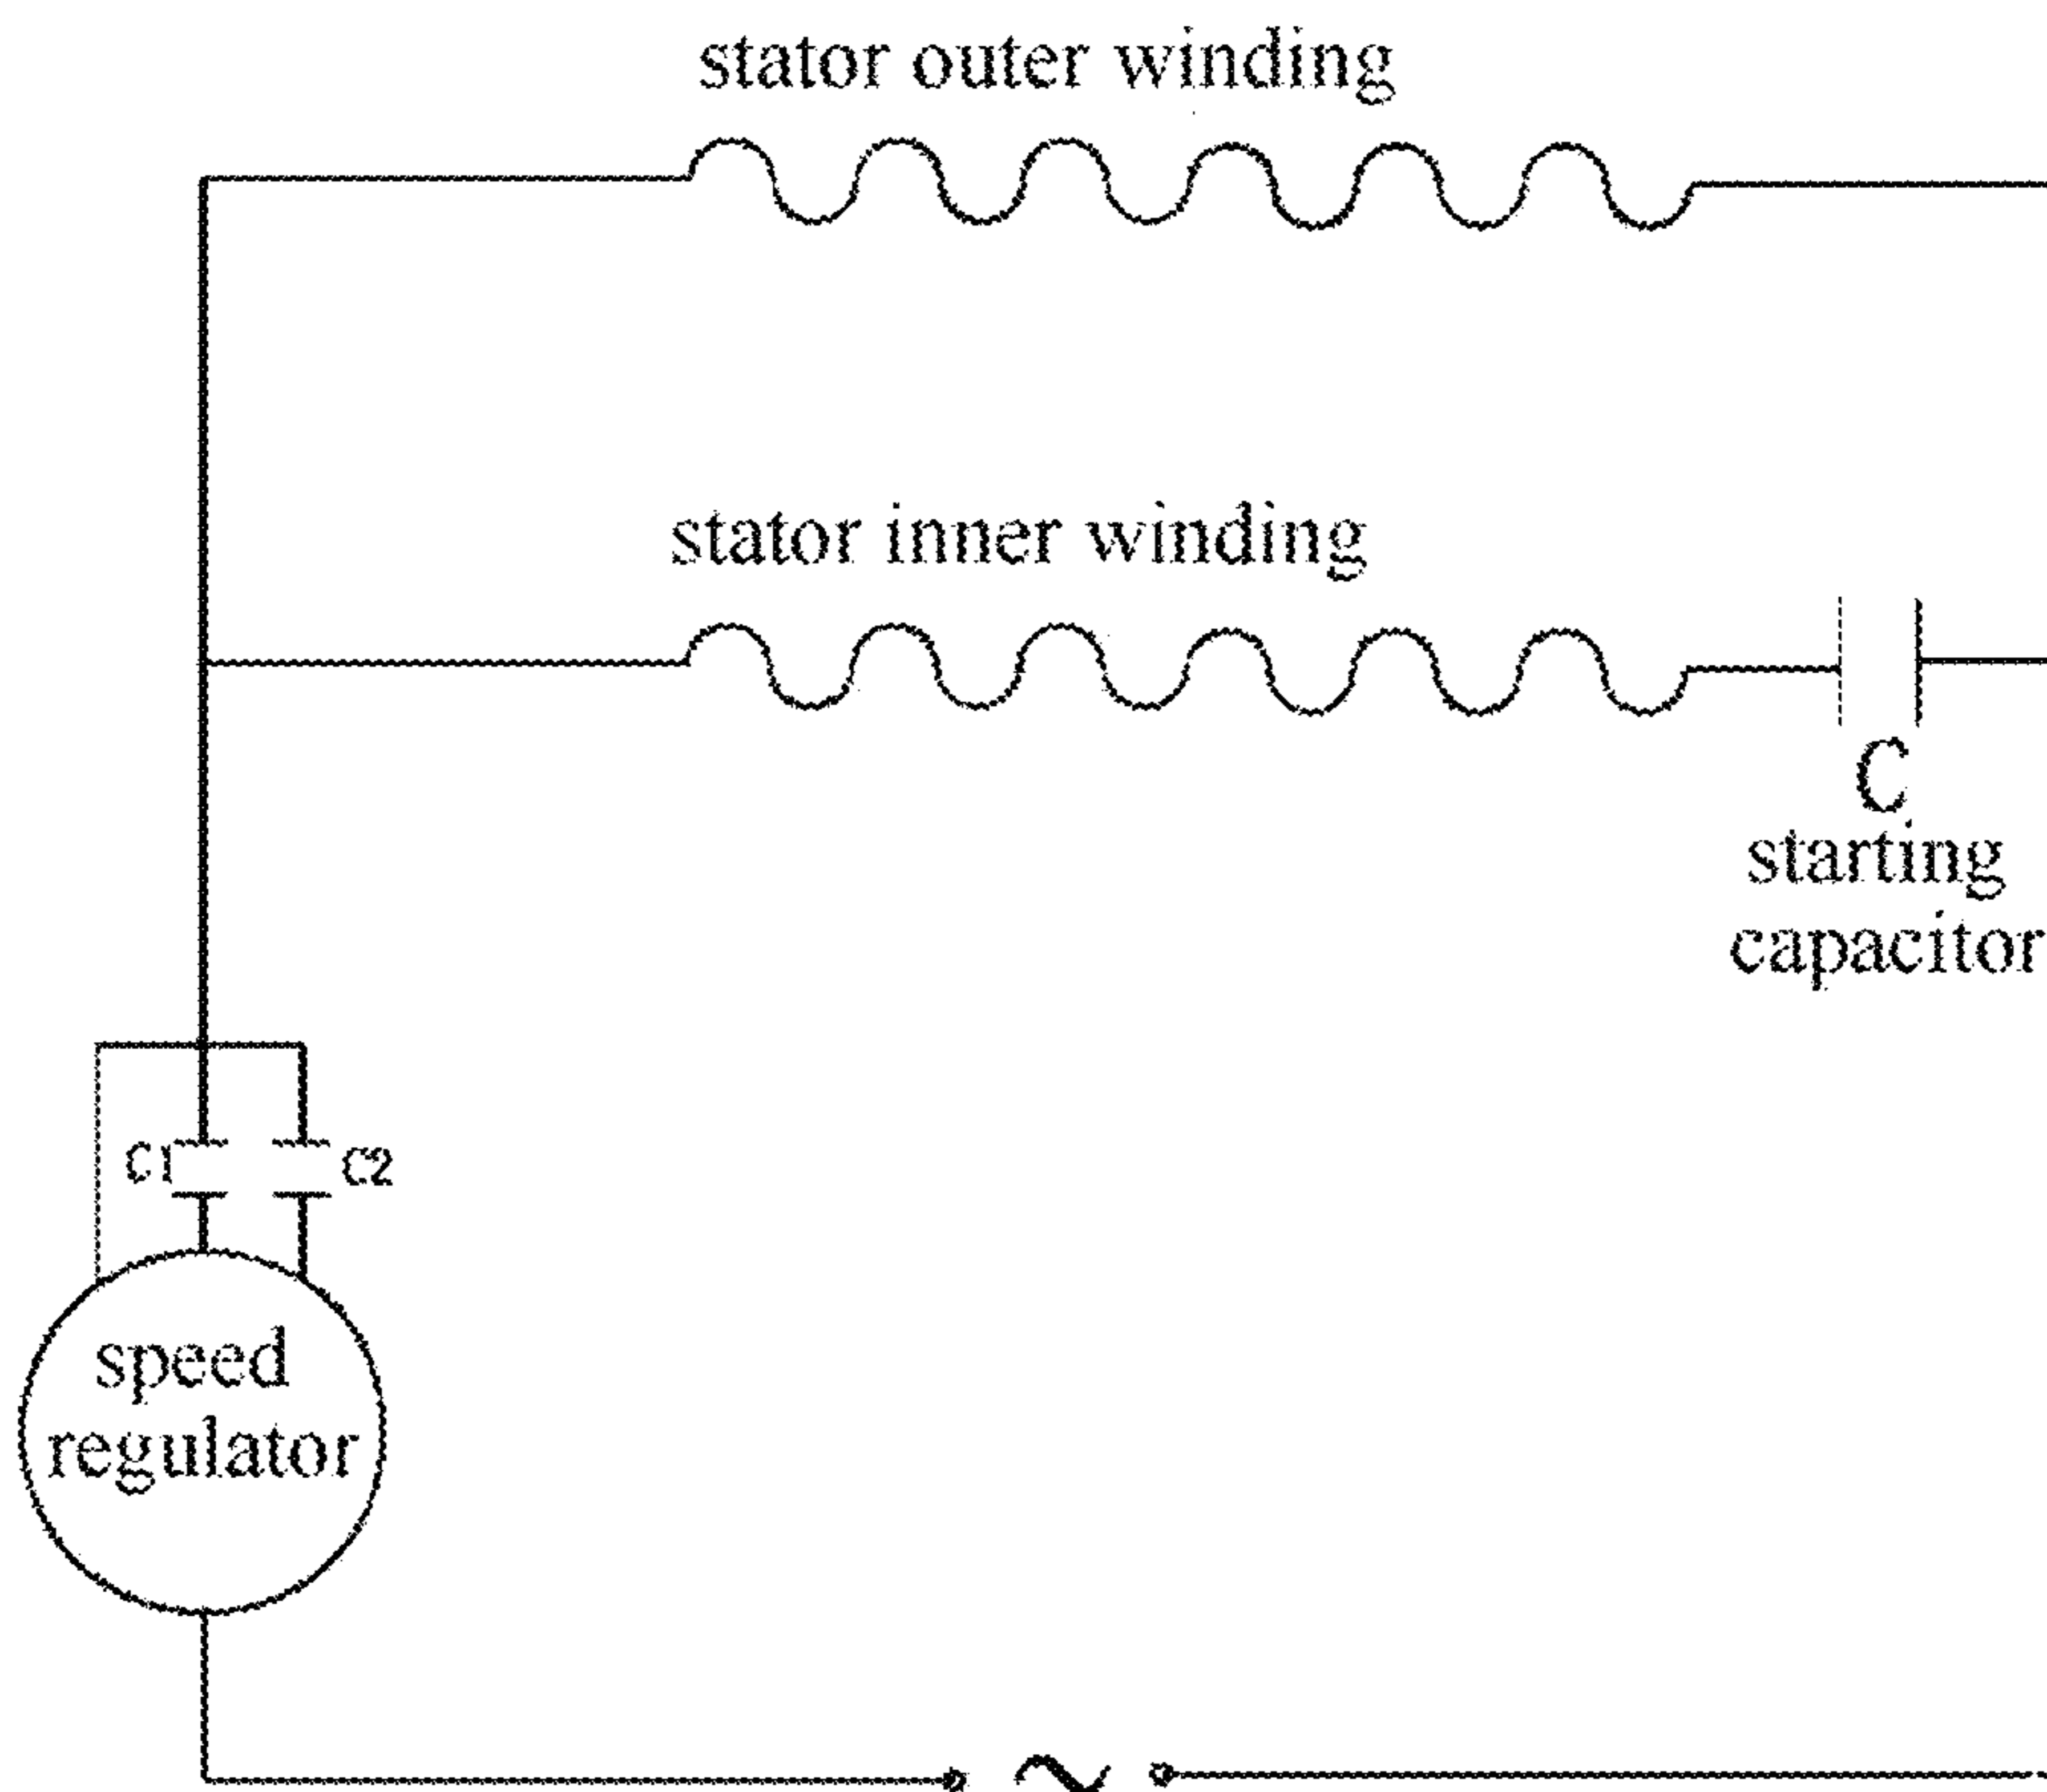 stator outer winding
stator inner winding
C
starting
capacitor
C1
C2
speed
regulator